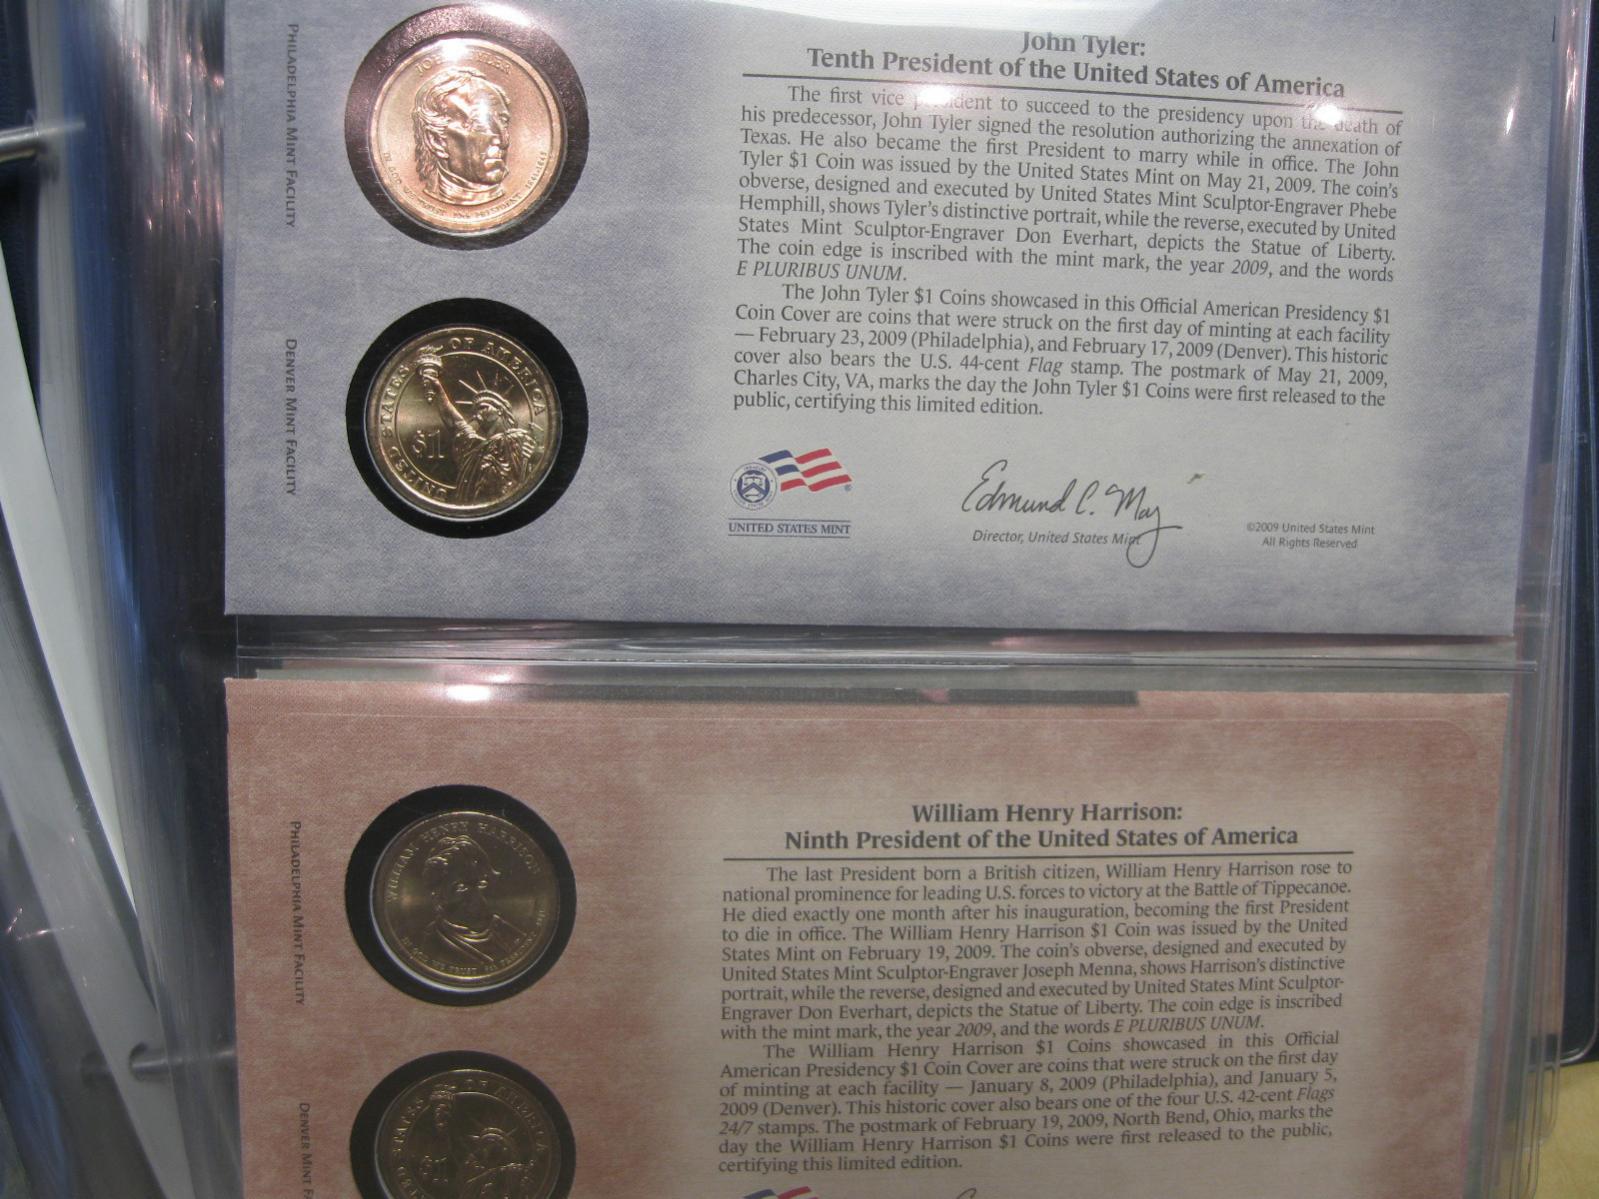 PHILADELPHIA MINT FACILITY
DENVER MINT FACILITY
UNITED STATES OF AMERICA
$1
John Tyler:
Tenth President of the United States of America
The first vice president to succeed to the presidency upon the death of
his predecessor, John Tyler signed the resolution authorizing the annexation of
Texas. He also became the first President to marry while in office. The John
Tyler $1 Coin was issued by the United States Mint on May 21, 2009. The coin's
obverse, designed and executed by United States Mint Sculptor-Engraver Phebe
Hemphill, shows Tyler's distinctive portrait, while the reverse, executed by United
States Mint Sculptor-Engraver Don Everhart, depicts the Statue of Liberty.
The coin edge is inscribed with the mint mark, the year 2009, and the words
E PLURIBUS UNUM.
The John Tyler $1 Coins showcased in this Official American Presidency $1
Coin Cover are coins that were struck on the first day of minting at each facility
— February 23, 2009 (Philadelphia), and February 17, 2009 (Denver). This historic
cover also bears the U.S. 44-cent Flag stamp. The postmark of May 21, 2009,
Charles City, VA, marks the day the John Tyler $1 Coins were first released to the
public, certifying this limited edition.
UNITED STATES MINT
Edmund C. Moy
Director, United States Mint
©2009 United States Mint
All Rights Reserved
PHILADELPHIA MINT FACILITY
DENVER MINT
WILLIAM HENRY HARRISON
IN GOD WE TRUST 9th PRESIDENT 1841
STATES OF AMERICA
$1
William Henry Harrison:
Ninth President of the United States of America
The last President born a British citizen, William Henry Harrison rose to
national prominence for leading U.S. forces to victory at the Battle of Tippecanoe.
He died exactly one month after his inauguration, becoming the first President
to die in office. The William Henry Harrison $1 Coin was issued by the United
States Mint on February 19, 2009. The coin's obverse, designed and executed by
United States Mint Sculptor-Engraver Joseph Menna, shows Harrison's distinctive
portrait, while the reverse, designed and executed by United States Mint Sculptor-
Engraver Don Everhart, depicts the Statue of Liberty. The coin edge is inscribed
with the mint mark, the year 2009, and the words E PLURIBUS UNUM.
The William Henry Harrison $1 Coins showcased in this Official
American Presidency $1 Coin Cover are coins that were struck on the first day
of minting at each facility — January 8, 2009 (Philadelphia), and January 5,
2009 (Denver). This historic cover also bears one of the four U.S. 42-cent Flags
24/7 stamps. The postmark of February 19, 2009, North Bend, Ohio, marks the
day the William Henry Harrison $1 Coins were first released to the public,
certifying this limited edition.